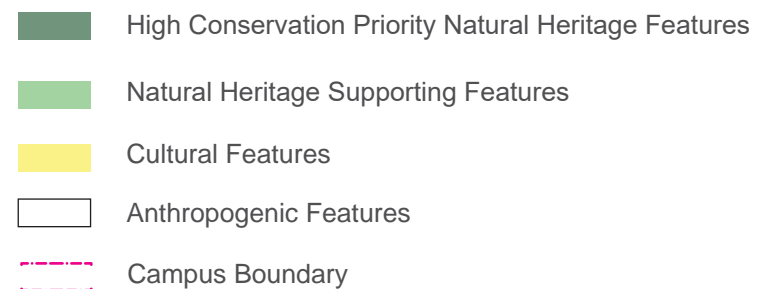 High Conservation Priority Natural Heritage Features
Natural Heritage Supporting Features
Cultural Features
Anthropogenic Features
Campus Boundary